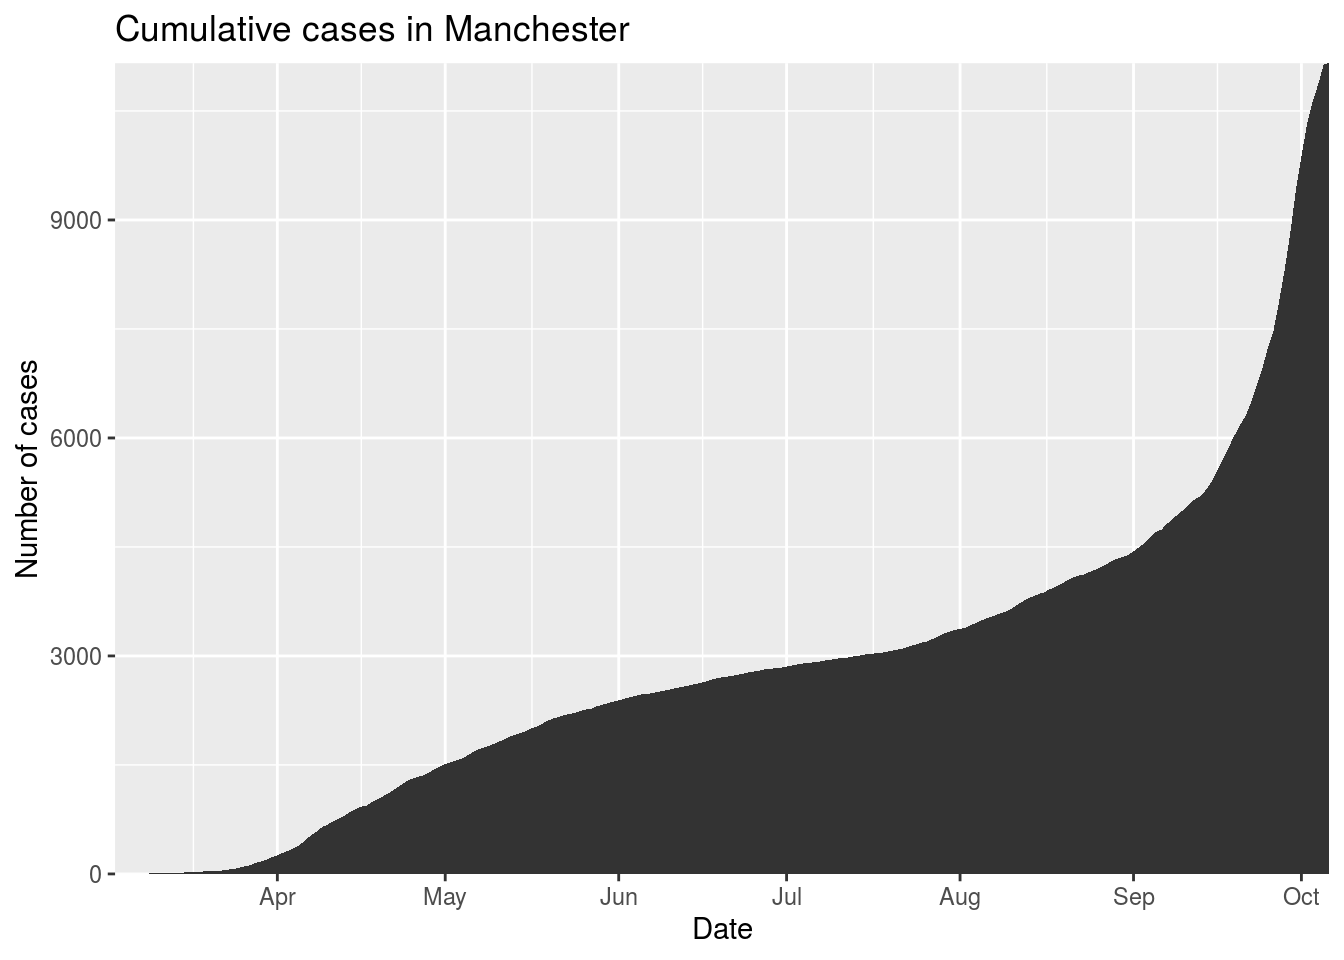 Cumulative cases in Manchester
Number of cases
9000
6000
3000
0
Apr May Jun Jul Aug Sep Oct
Date